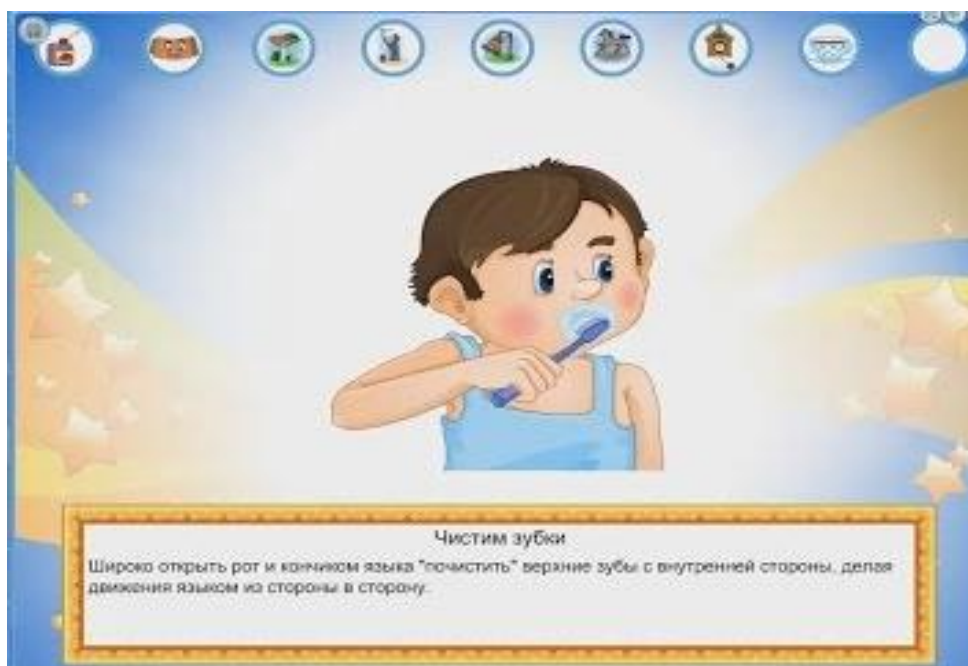 Чистим зубки
Широко открыть рот и кончиком языка "почистить" верхние зубы с внутренней стороны, делая
движения языком из стороны в сторону.